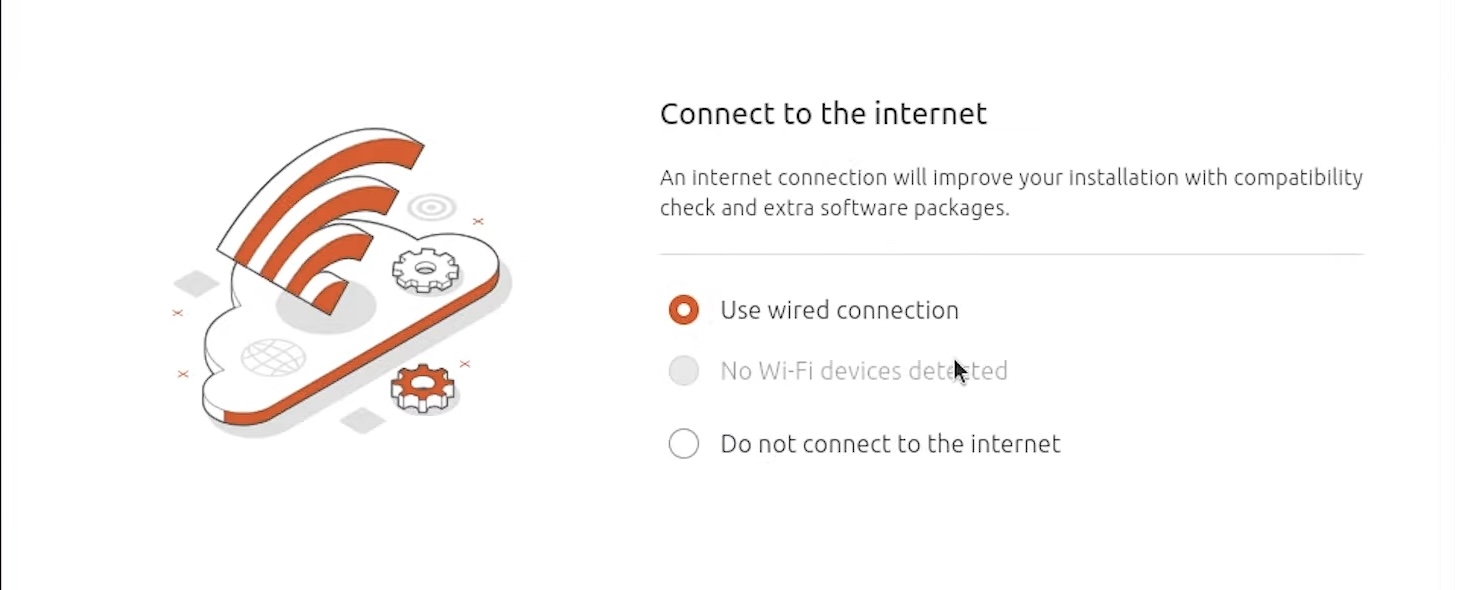 Connect to the internet
An internet connection will improve your installation with compatibility
check and extra software packages.
Use wired connection
No Wi-Fi devices detected
Do not connect to the internet